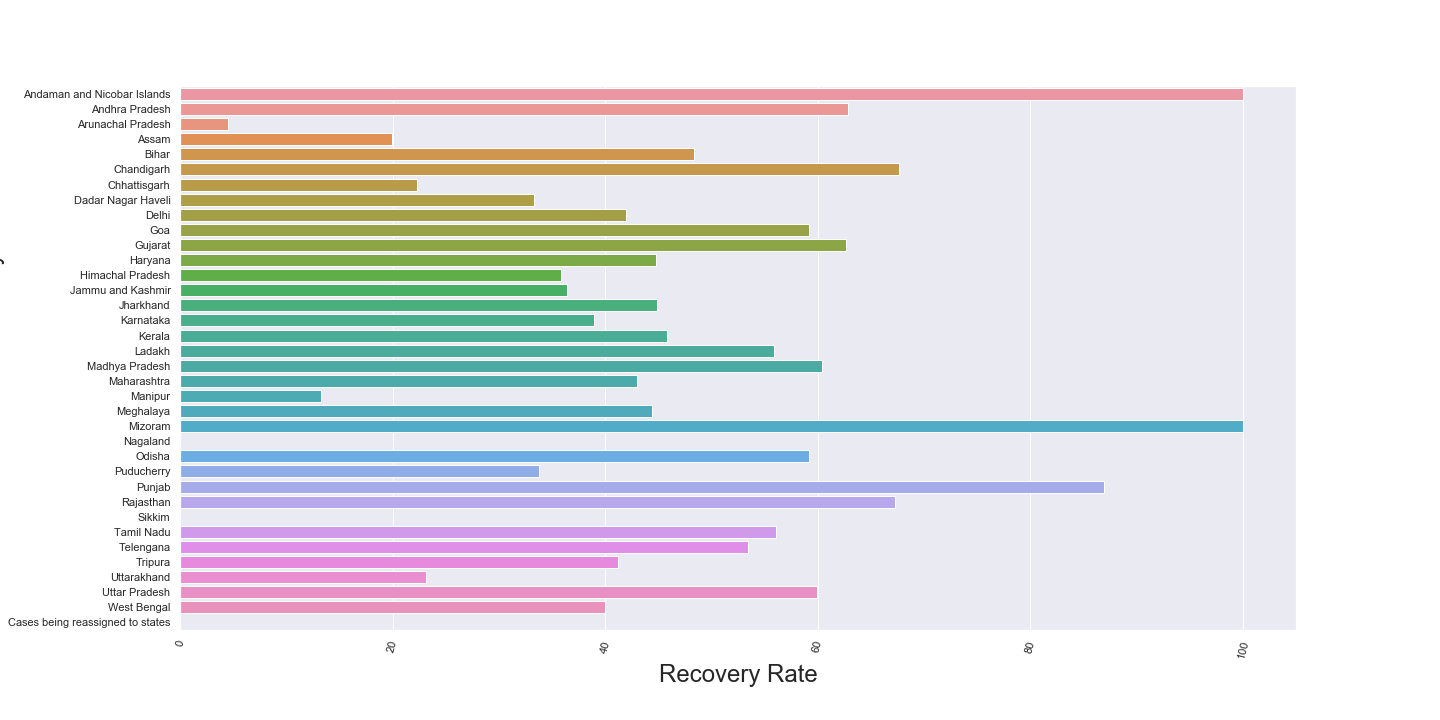 Andaman and Nicobar Islands
Andhra Pradesh
Arunachal Pradesh
Assam
Bihar
Chandigarh
Chhattisgarh
Dadar Nagar Haveli
Delhi
Goa
Gujarat
Haryana
Himachal Pradesh
Jammu and Kashmir
Jharkhand
Karnataka
Kerala
Ladakh
Madhya Pradesh
Maharashtra
Manipur
Meghalaya
Mizoram
Nagaland
Odisha
Puducherry
Punjab
Rajasthan
Sikkim
Tamil Nadu
Telengana
Tripura
Uttarakhand
Uttar Pradesh
West Bengal
Cases being reassigned to states
0 20 40 60 80 100
Recovery Rate